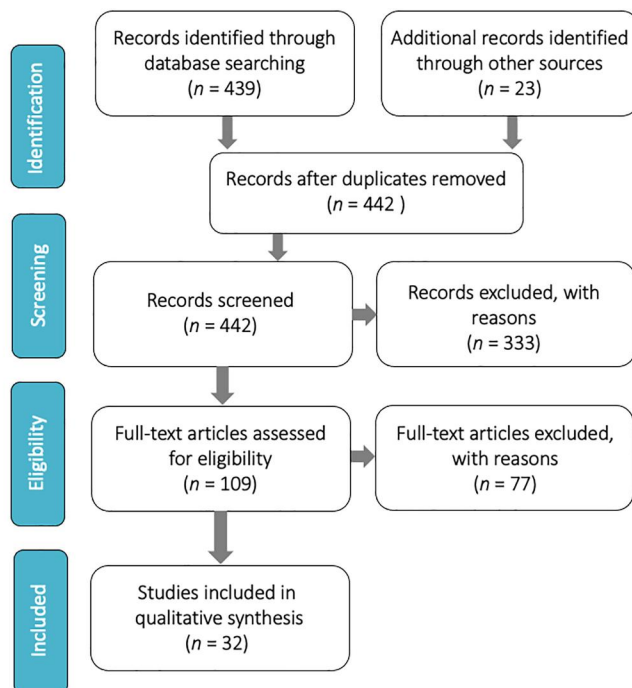 Identification
Records identified through
database searching
(n = 439)
Additional records identified
through other sources
(n = 23)
Records after duplicates removed
(n = 442 )
Screening
Records screened
(n = 442)
Records excluded, with
reasons
(n = 333)
Eligibility
Full-text articles assessed
for eligibility
(n = 109)
Full-text articles excluded,
with reasons
(n = 77)
Included
Studies included in
qualitative synthesis
(n = 32)